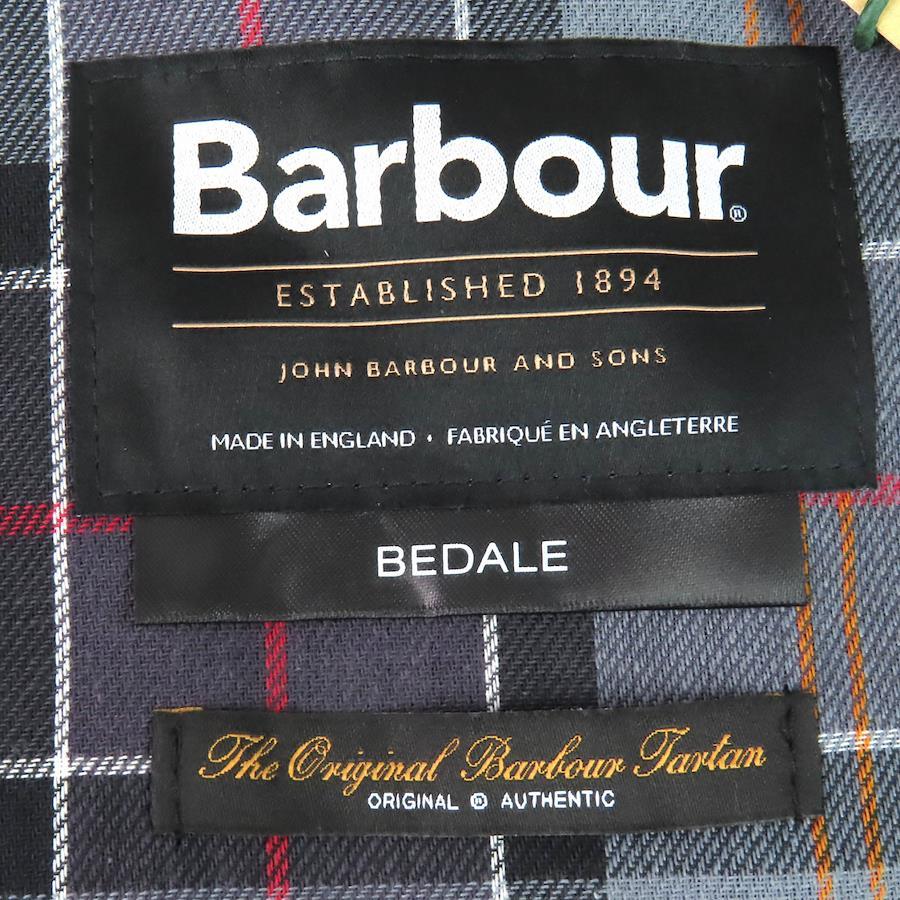 Barbour®
ESTABLISHED 1894
JOHN BARBOUR AND SONS
MADE IN ENGLAND • FABRIQUÉ EN ANGLETERRE
BEDALE
The Original Barbour Tartan
ORIGINAL ® AUTHENTIC